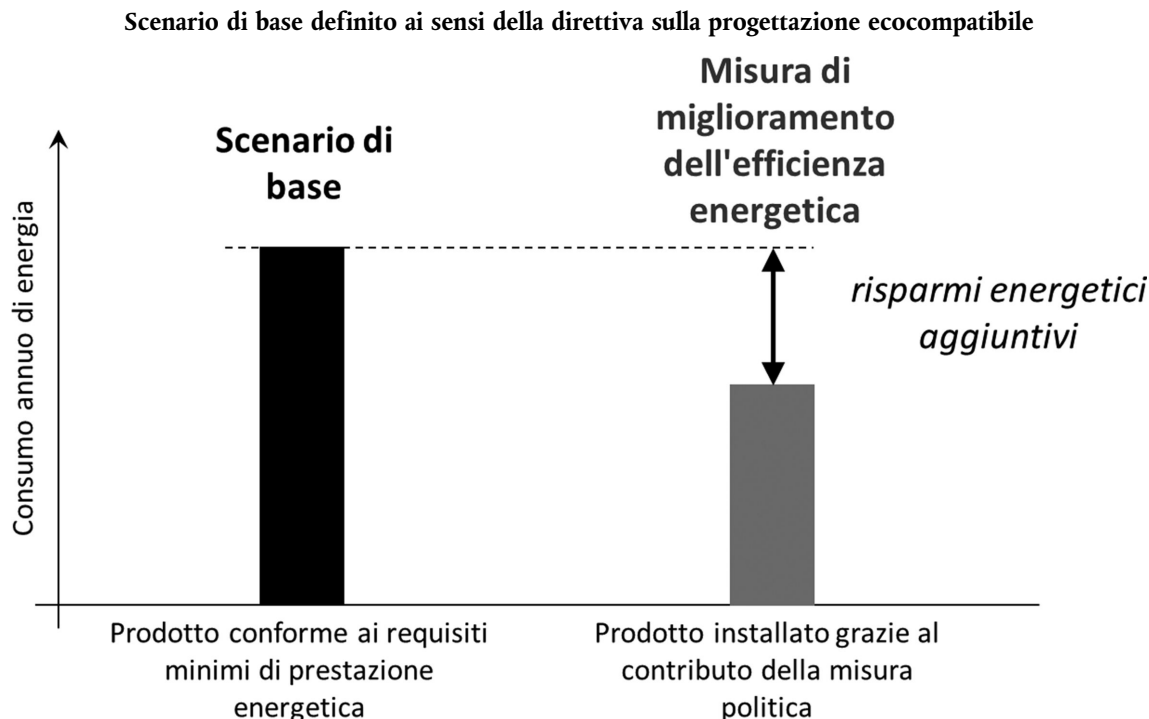 Scenario di base definito ai sensi della direttiva sulla progettazione ecocompatibile
Misura di
miglioramento
dell'efficienza
energetica
Scenario di
base
Consumo annuo di energia
risparmi energetici
aggiuntivi
Prodotto conforme ai requisiti
minimi di prestazione
energetica
Prodotto installato grazie al
contributo della misura
politica